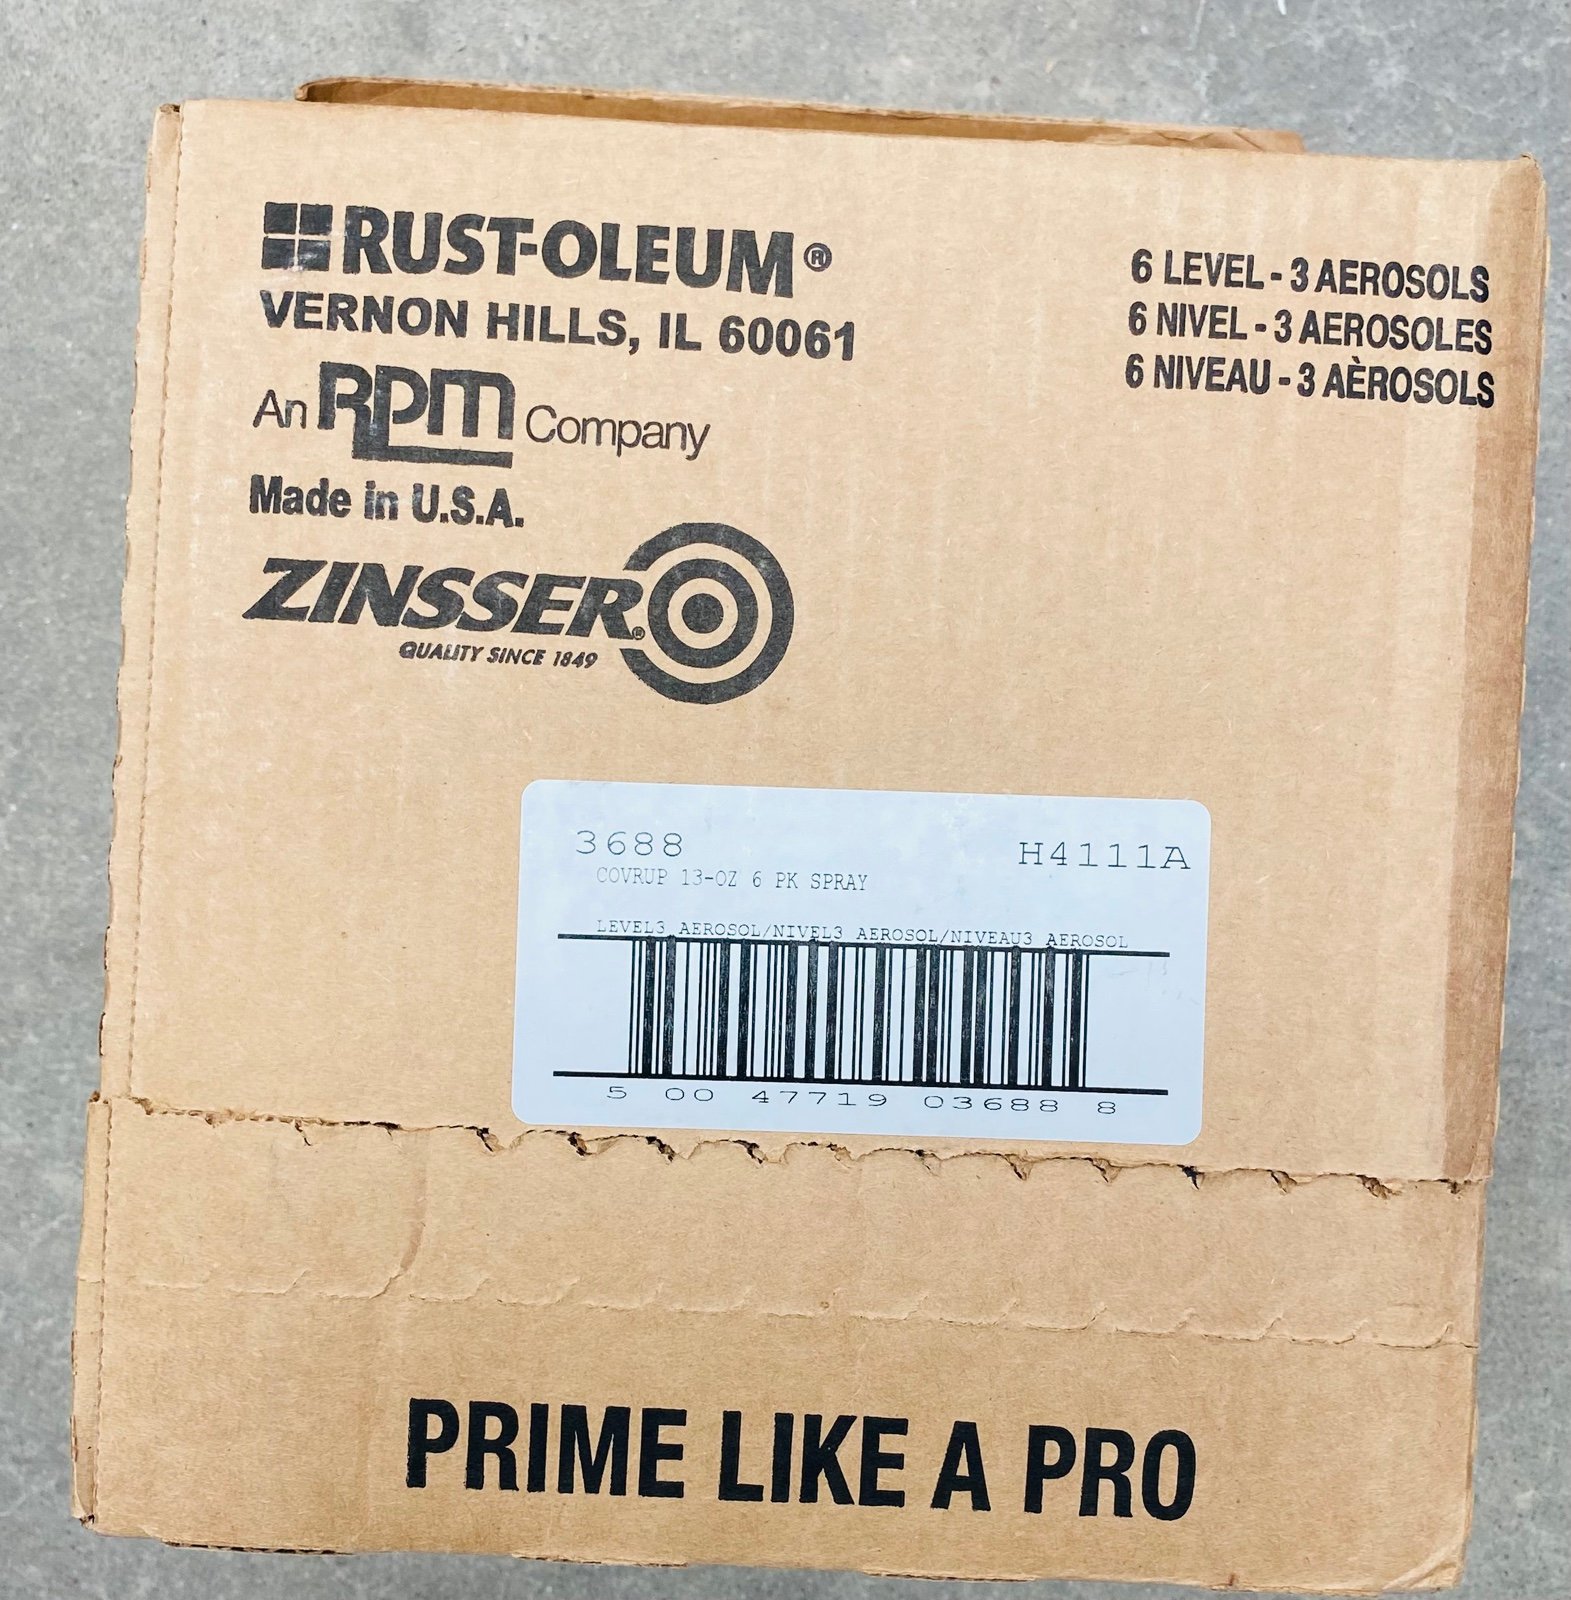 RUST-OLEUM®
VERNON HILLS, IL 60061
An RPM Company
Made in U.S.A.
ZINSSER®
QUALITY SINCE 1849
6 LEVEL - 3 AEROSOLS
6 NIVEL - 3 AEROSOLES
6 NIVEAU - 3 AÈROSOLS
3688
H4111A
COVRUP 13-OZ 6 PK SPRAY
LEVEL3 AEROSOL/NIVEL3 AEROSOL/NIVEAU3 AEROSOL
5 00 47719 03688 8
PRIME LIKE A PRO